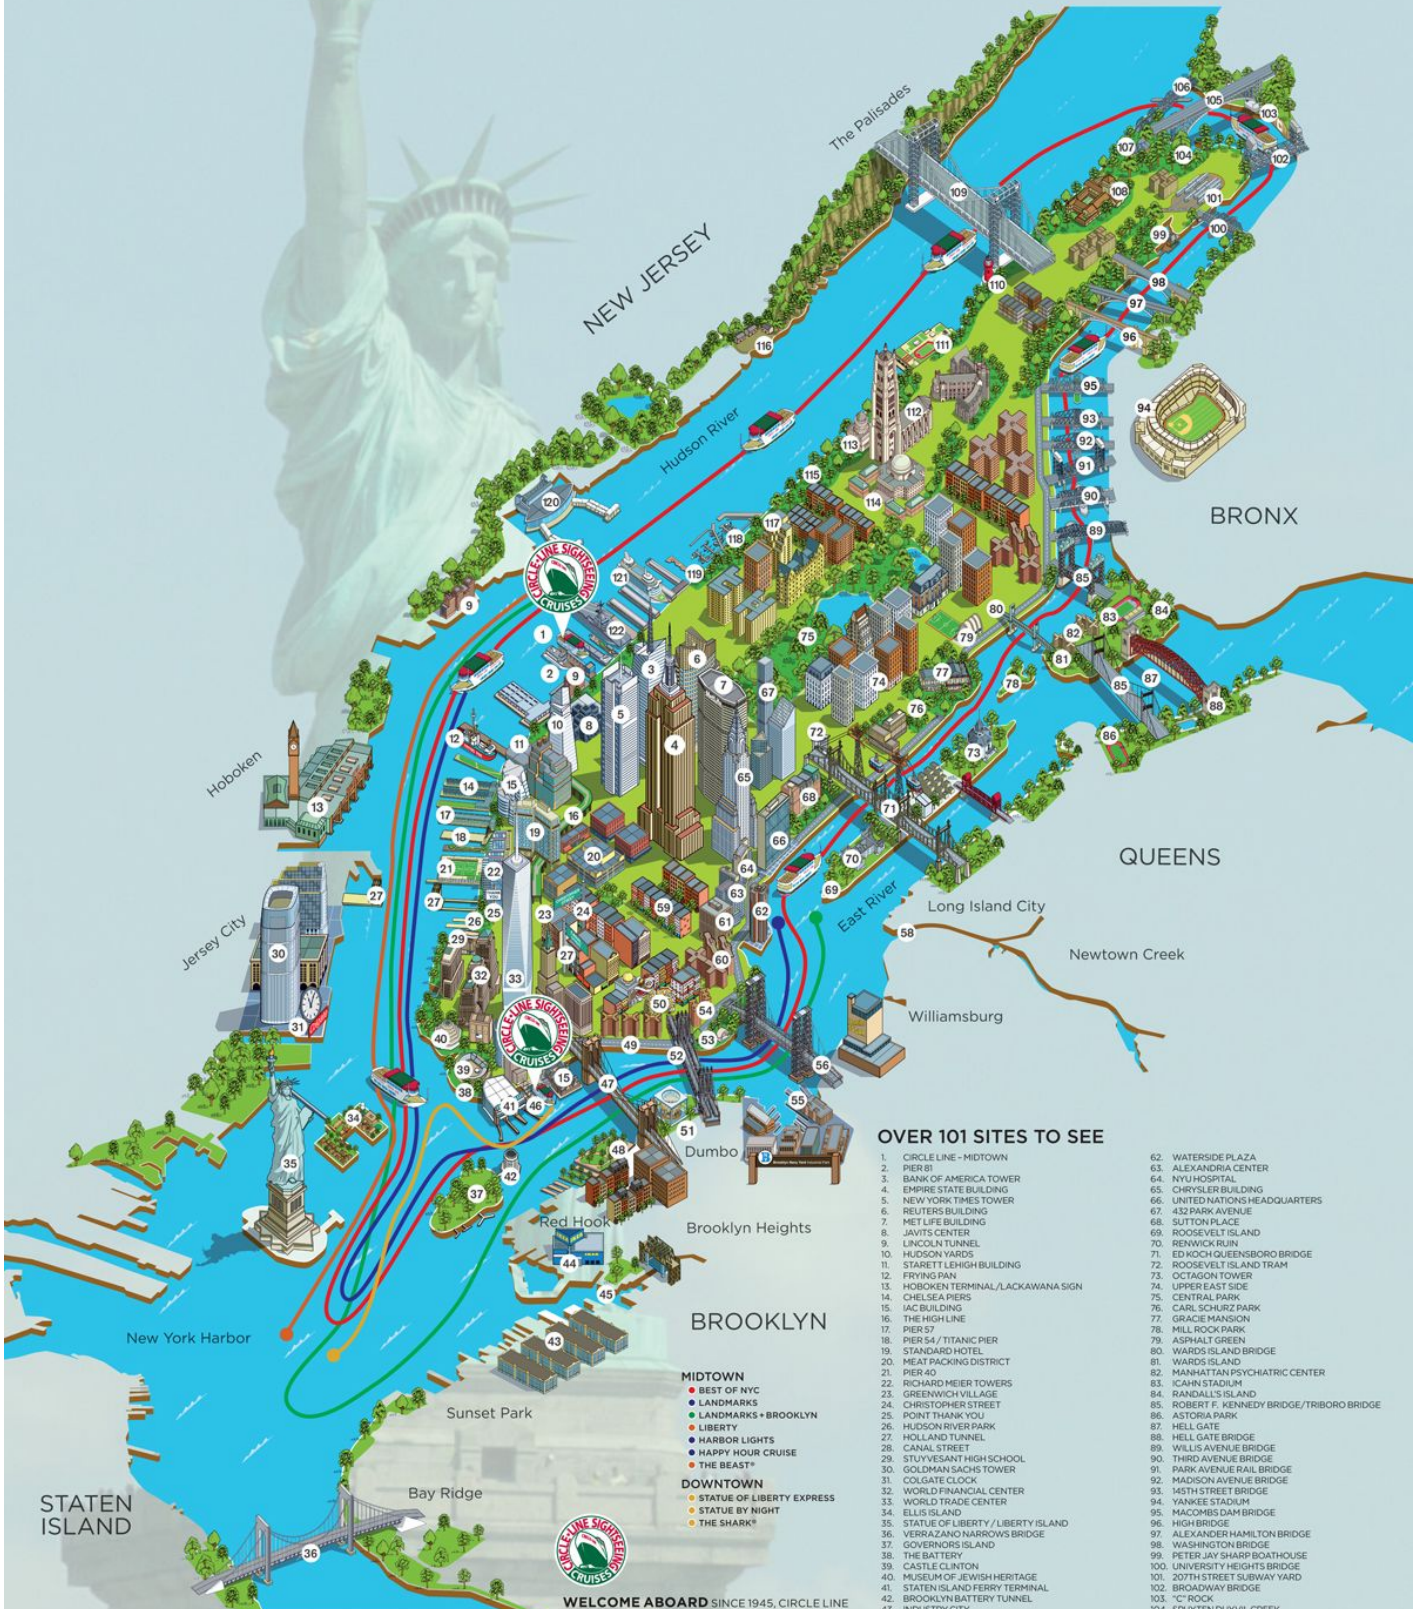 The Palisades
NEW JERSEY
Hudson River
BRONX
Hoboken
QUEENS
East River
Long Island City
Newtown Creek
Jersey City
Williamsburg
CIRCLE-LINE SIGHTSEEING
CRUISES
CIRCLE-LINE SIGHTSEEING
CRUISES
Dumbo
Red Hook
Brooklyn Heights
IKEA
BROOKLYN
New York Harbor
Sunset Park
Bay Ridge
STATEN
ISLAND
MIDTOWN
BEST OF NYC
LANDMARKS
LANDMARKS + BROOKLYN
LIBERTY
HARBOR LIGHTS
HAPPY HOUR CRUISE
THE BEAST®
DOWNTOWN
STATUE OF LIBERTY EXPRESS
STATUE BY NIGHT
THE SHARK®
CIRCLE-LINE SIGHTSEEING
CRUISES
WELCOME ABOARD SINCE 1945, CIRCLE LINE
OVER 101 SITES TO SEE
1. CIRCLE LINE - MIDTOWN
2. PIER 81
3. BANK OF AMERICA TOWER
4. EMPIRE STATE BUILDING
5. NEW YORK TIMES TOWER
6. REUTERS BUILDING
7. MET LIFE BUILDING
8. JAVITS CENTER
9. LINCOLN TUNNEL
10. HUDSON YARDS
11. STARETT LEHIGH BUILDING
12. FRYING PAN
13. HOBOKEN TERMINAL/LACKAWANA SIGN
14. CHELSEA PIERS
15. IAC BUILDING
16. THE HIGH LINE
17. PIER 57
18. PIER 54 / TITANIC PIER
19. STANDARD HOTEL
20. MEAT PACKING DISTRICT
21. PIER 40
22. RICHARD MEIER TOWERS
23. GREENWICH VILLAGE
24. CHRISTOPHER STREET
25. POINT THANK YOU
26. HUDSON RIVER PARK
27. HOLLAND TUNNEL
28. CANAL STREET
29. STUYVESANT HIGH SCHOOL
30. GOLDMAN SACHS TOWER
31. COLGATE CLOCK
32. WORLD FINANCIAL CENTER
33. WORLD TRADE CENTER
34. ELLIS ISLAND
35. STATUE OF LIBERTY / LIBERTY ISLAND
36. VERRAZANO NARROWS BRIDGE
37. GOVERNORS ISLAND
38. THE BATTERY
39. CASTLE CLINTON
40. MUSEUM OF JEWISH HERITAGE
41. STATEN ISLAND FERRY TERMINAL
42. BROOKLYN BATTERY TUNNEL
43. INDUSTRY CITY
62. WATERSIDE PLAZA
63. ALEXANDRIA CENTER
64. NYU HOSPITAL
65. CHRYSLER BUILDING
66. UNITED NATIONS HEADQUARTERS
67. 432 PARK AVENUE
68. SUTTON PLACE
69. ROOSEVELT ISLAND
70. RENWICK RUIN
71. ED KOCH QUEENSBORO BRIDGE
72. ROOSEVELT ISLAND TRAM
73. OCTAGON TOWER
74. UPPER EAST SIDE
75. CENTRAL PARK
76. CARL SCHURZ PARK
77. GRACIE MANSION
78. MILL ROCK PARK
79. ASPHALT GREEN
80. WARDS ISLAND BRIDGE
81. WARDS ISLAND
82. MANHATTAN PSYCHIATRIC CENTER
83. ICAHN STADIUM
84. RANDALL'S ISLAND
85. ROBERT F. KENNEDY BRIDGE/TRIBORO BRIDGE
86. ASTORIA PARK
87. HELL GATE
88. HELL GATE BRIDGE
89. WILLIS AVENUE BRIDGE
90. THIRD AVENUE BRIDGE
91. PARK AVENUE RAIL BRIDGE
92. MADISON AVENUE BRIDGE
93. 145TH STREET BRIDGE
94. YANKEE STADIUM
95. MACOMBS DAM BRIDGE
96. HIGH BRIDGE
97. ALEXANDER HAMILTON BRIDGE
98. WASHINGTON BRIDGE
99. PETER JAY SHARP BOATHOUSE
100. UNIVERSITY HEIGHTS BRIDGE
101. 207TH STREET SUBWAY YARD
102. BROADWAY BRIDGE
103. "C" ROCK
104. SPUYTEN DUYVIL CREEK